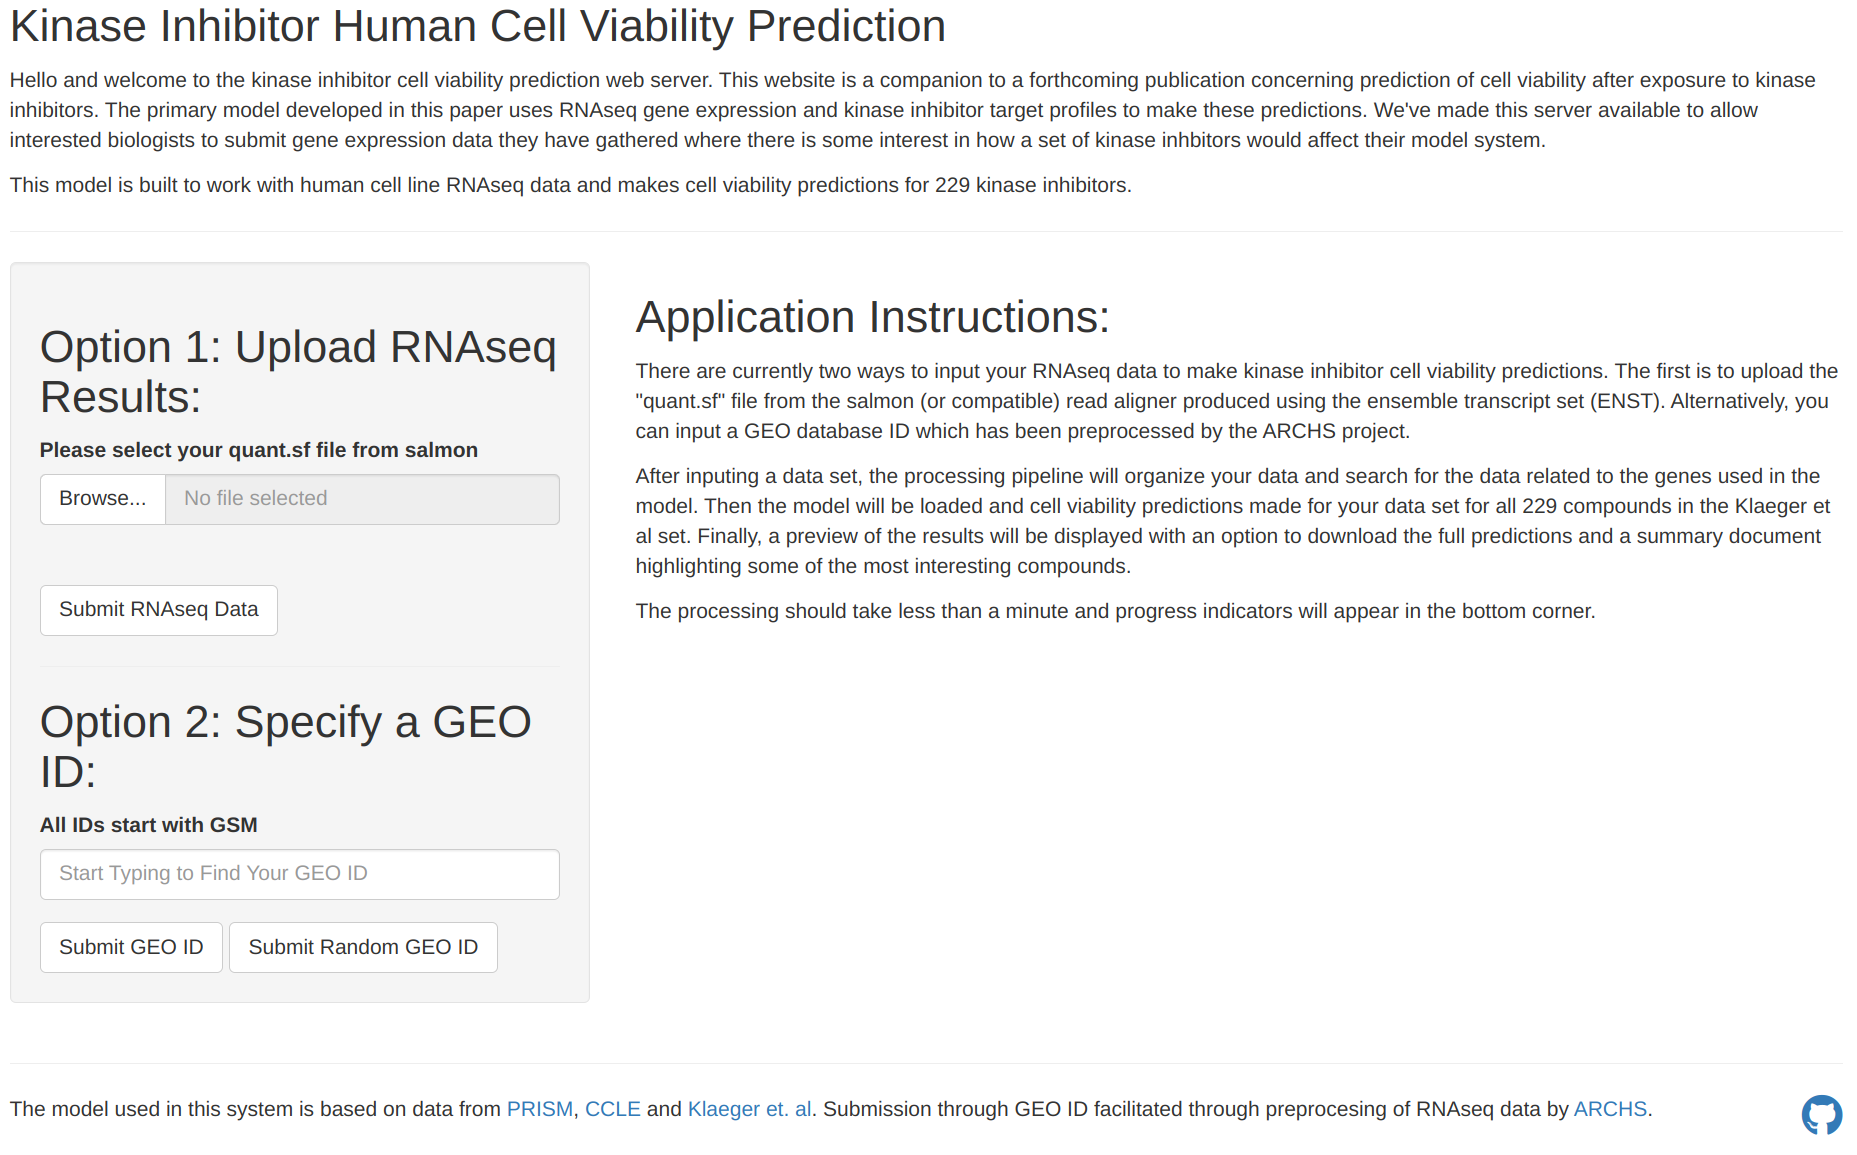 Kinase Inhibitor Human Cell Viability Prediction
Hello and welcome to the kinase inhibitor cell viability prediction web server. This website is a companion to a forthcoming publication concerning prediction of cell viability after exposure to kinase
inhibitors. The primary model developed in this paper uses RNAseq gene expression and kinase inhibitor target profiles to make these predictions. We've made this server available to allow
interested biologists to submit gene expression data they have gathered where there is some interest in how a set of kinase inhbitors would affect their model system.
This model is built to work with human cell line RNAseq data and makes cell viability predictions for 229 kinase inhibitors.
Option 1: Upload RNAseq
Results:
Please select your quant.sf file from salmon
Browse... No file selected
Submit RNAseq Data
Option 2: Specify a GEO
ID:
All IDs start with GSM
Start Typing to Find Your GEO ID
Submit GEO ID Submit Random GEO ID
Application Instructions:
There are currently two ways to input your RNAseq data to make kinase inhibitor cell viability predictions. The first is to upload the
"quant.sf" file from the salmon (or compatible) read aligner produced using the ensemble transcript set (ENST). Alternatively, you
can input a GEO database ID which has been preprocessed by the ARCHS project.
After inputing a data set, the processing pipeline will organize your data and search for the data related to the genes used in the
model. Then the model will be loaded and cell viability predictions made for your data set for all 229 compounds in the Klaeger et
al set. Finally, a preview of the results will be displayed with an option to download the full predictions and a summary document
highlighting some of the most interesting compounds.
The processing should take less than a minute and progress indicators will appear in the bottom corner.
The model used in this system is based on data from PRISM, CCLE and Klaeger et. al. Submission through GEO ID facilitated through preprocesing of RNAseq data by ARCHS.